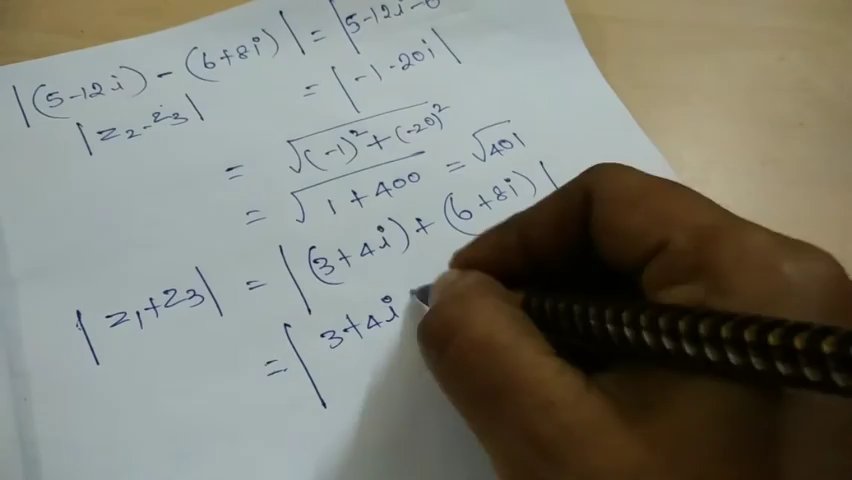 |(5-12i) - (6+8i)| = |5-12i-6
|z₂-z₃| = |-1-20i|
= √(-1)²+(-20)²
= √1+400 = √401
|z₁+z₃| = |(3+4i)+(6+8i)|
= |3+4i